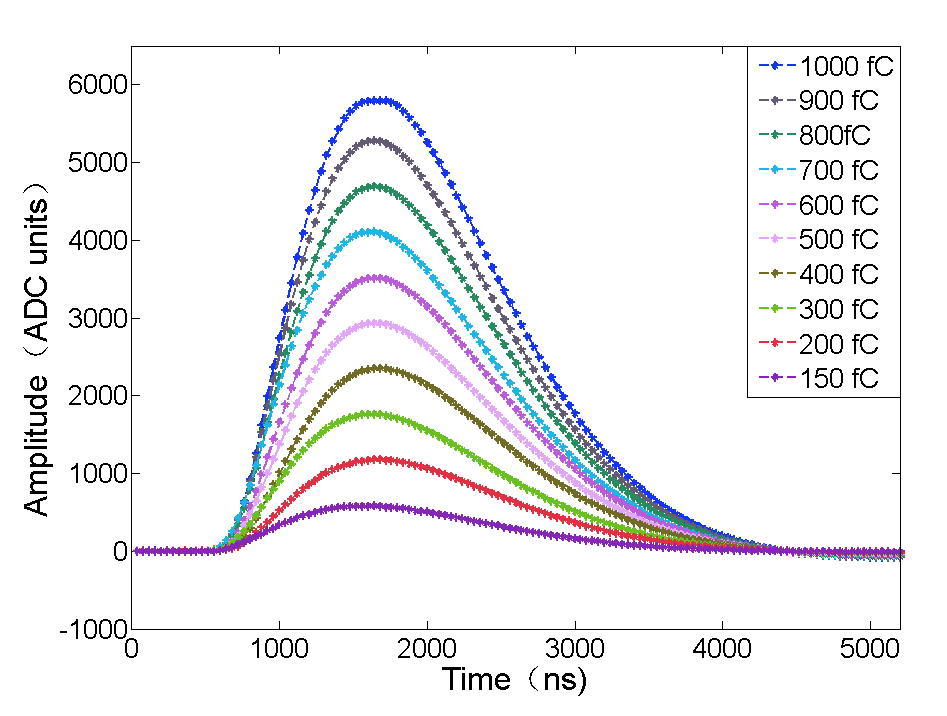 6000
5000
4000
3000
2000
1000
0
-1000
0 1000 2000 3000 4000 5000
Time（ns)
Amplitude（ADC units）
1000 fC
900 fC
800fC
700 fC
600 fC
500 fC
400 fC
300 fC
200 fC
150 fC